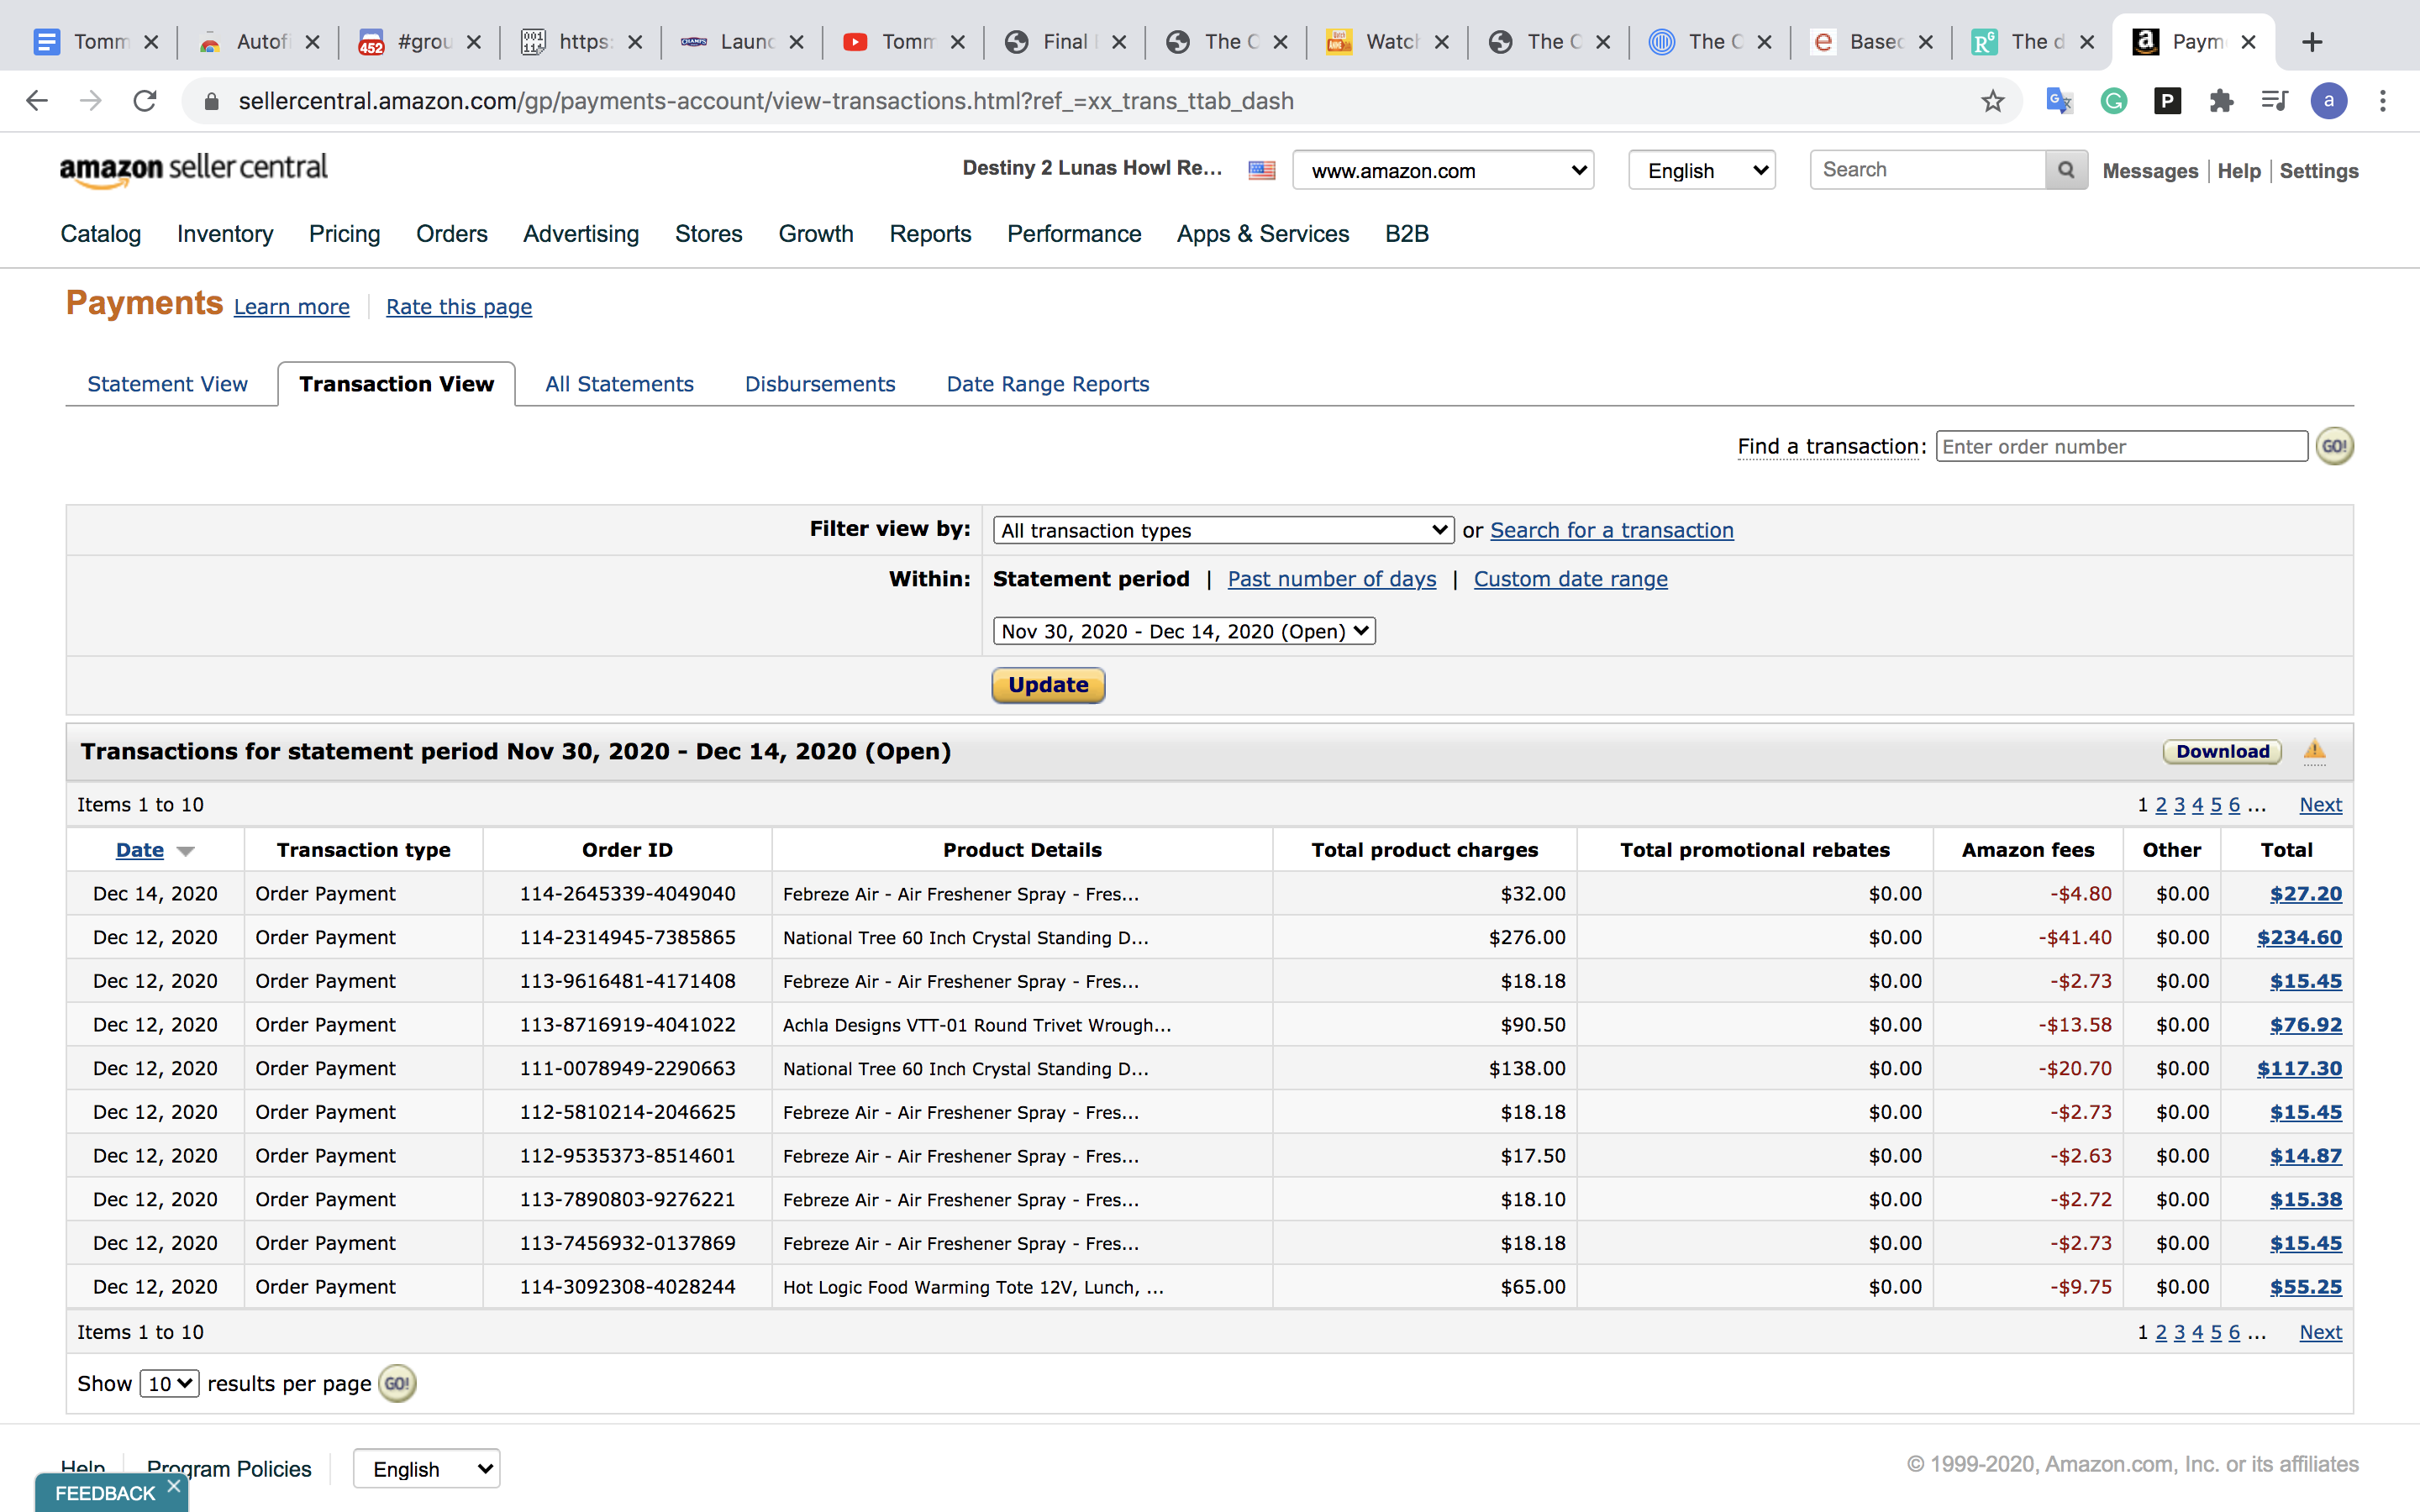 Tomm Autofi #grou https: Launc Tomm Final The C Watch The C The C Basec The d Paym
sellercentral.amazon.com/gp/payments-account/view-transactions.html?ref_=xx_trans_ttab_dash
amazon seller central Destiny 2 Lunas Howl Re... www.amazon.com English Search Messages | Help | Settings
Catalog Inventory Pricing Orders Advertising Stores Growth Reports Performance Apps & Services B2B
Payments Learn more | Rate this page
Statement View Transaction View All Statements Disbursements Date Range Reports
Find a transaction: Enter order number GO!
Filter view by: All transaction types or Search for a transaction
Within: Statement period | Past number of days | Custom date range
Nov 30, 2020 - Dec 14, 2020 (Open)
Update
Transactions for statement period Nov 30, 2020 - Dec 14, 2020 (Open) Download
Items 1 to 10 1 2 3 4 5 6 ... Next
Date Transaction type Order ID Product Details Total product charges Total promotional rebates Amazon fees Other Total
Dec 14, 2020 Order Payment 114-2645339-4049040 Febreze Air - Air Freshener Spray - Fres... $32.00 $0.00 -$4.80 $0.00 $27.20
Dec 12, 2020 Order Payment 114-2314945-7385865 National Tree 60 Inch Crystal Standing D... $276.00 $0.00 -$41.40 $0.00 $234.60
Dec 12, 2020 Order Payment 113-9616481-4171408 Febreze Air - Air Freshener Spray - Fres... $18.18 $0.00 -$2.73 $0.00 $15.45
Dec 12, 2020 Order Payment 113-8716919-4041022 Achla Designs VTT-01 Round Trivet Wrough... $90.50 $0.00 -$13.58 $0.00 $76.92
Dec 12, 2020 Order Payment 111-0078949-2290663 National Tree 60 Inch Crystal Standing D... $138.00 $0.00 -$20.70 $0.00 $117.30
Dec 12, 2020 Order Payment 112-5810214-2046625 Febreze Air - Air Freshener Spray - Fres... $18.18 $0.00 -$2.73 $0.00 $15.45
Dec 12, 2020 Order Payment 112-9535373-8514601 Febreze Air - Air Freshener Spray - Fres... $17.50 $0.00 -$2.63 $0.00 $14.87
Dec 12, 2020 Order Payment 113-7890803-9276221 Febreze Air - Air Freshener Spray - Fres... $18.10 $0.00 -$2.72 $0.00 $15.38
Dec 12, 2020 Order Payment 113-7456932-0137869 Febreze Air - Air Freshener Spray - Fres... $18.18 $0.00 -$2.73 $0.00 $15.45
Dec 12, 2020 Order Payment 114-3092308-4028244 Hot Logic Food Warming Tote 12V, Lunch, ... $65.00 $0.00 -$9.75 $0.00 $55.25
Items 1 to 10 1 2 3 4 5 6 ... Next
Show 10 results per page GO!
Help Program Policies English © 1999-2020, Amazon.com, Inc. or its affiliates
FEEDBACK